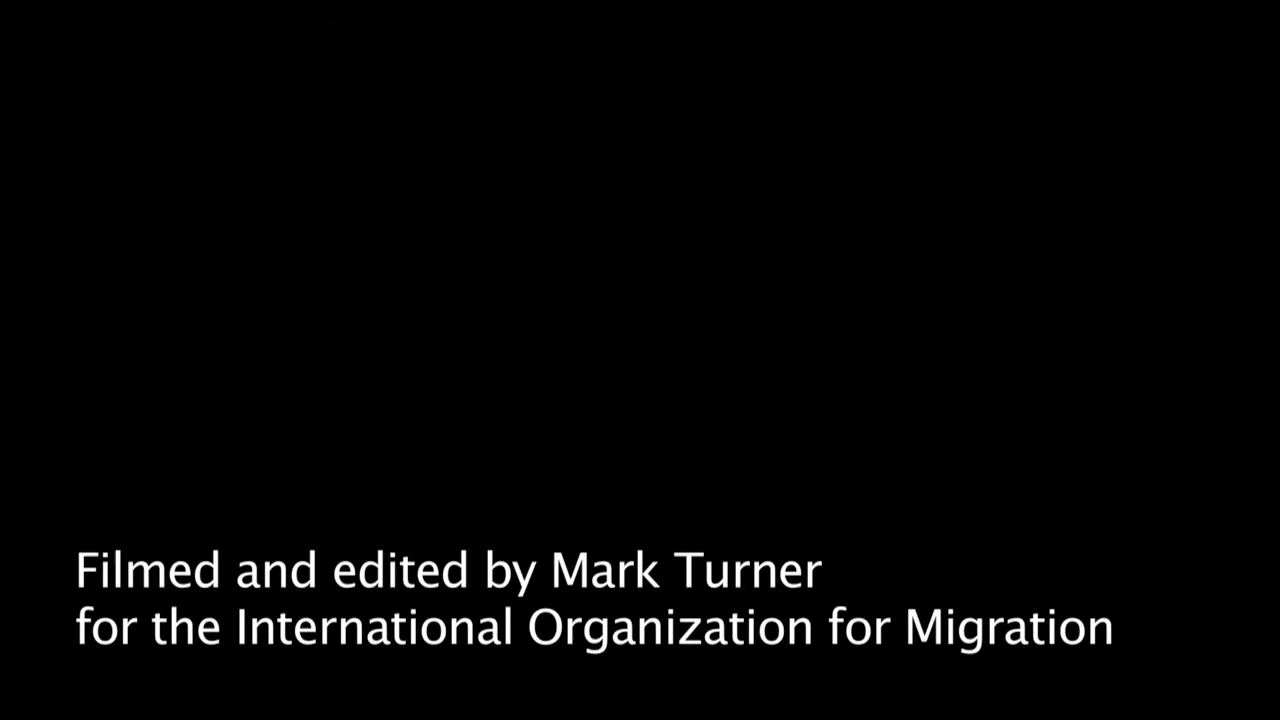 Filmed and edited by Mark Turner
for the International Organization for Migration